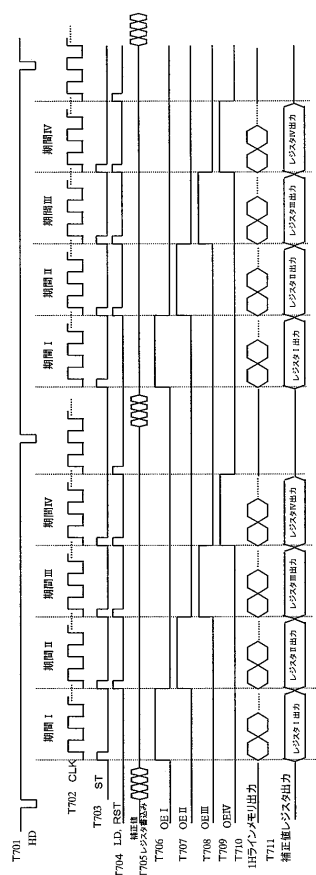 T701
HD
期間 I
期間 II
期間 III
期間 IV
期間 I
期間 II
期間 III
期間 IV
T702 CLK
T703 ST
T704 LD, RST
補正値
T705 レジスタ書込み
T706 OE I
T707 OE II
T708 OE III
T709 OE IV
T710
1Hラインメモリ出力
T711
補正値レジスタ出力
レジスタ I 出力
レジスタ II 出力
レジスタ III 出力
レジスタ IV 出力
レジスタ I 出力
レジスタ II 出力
レジスタ III 出力
レジスタ IV 出力